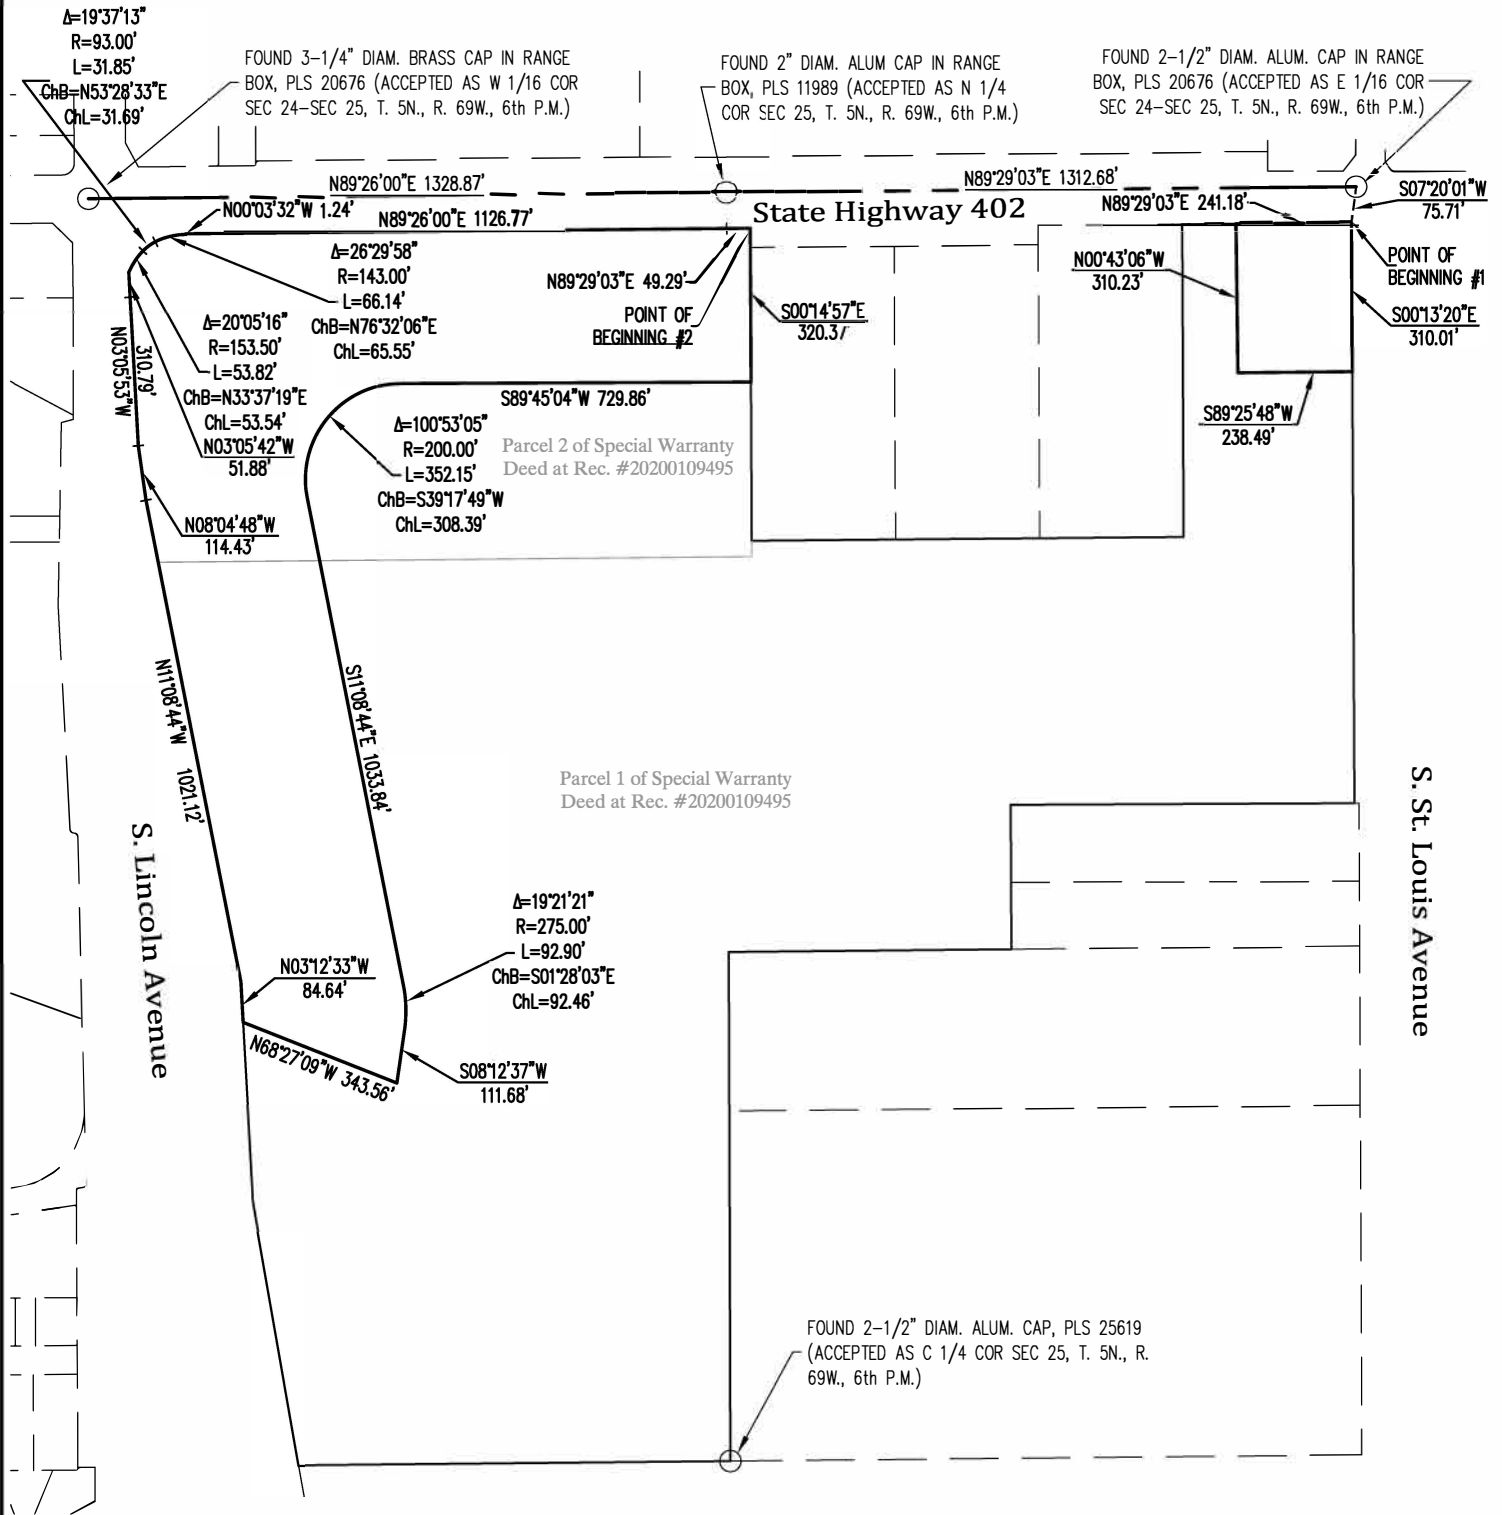 Δ=19°37'13"
R=93.00'
L=31.85'
ChB=N53°28'33"E
ChL=31.69'
FOUND 3-1/4" DIAM. BRASS CAP IN RANGE
BOX, PLS 20676 (ACCEPTED AS W 1/16 COR
SEC 24-SEC 25, T. 5N., R. 69W., 6th P.M.)
FOUND 2" DIAM. ALUM CAP IN RANGE
BOX, PLS 11989 (ACCEPTED AS N 1/4
COR SEC 25, T. 5N., R. 69W., 6th P.M.)
FOUND 2-1/2" DIAM. ALUM. CAP IN RANGE
BOX, PLS 20676 (ACCEPTED AS E 1/16 COR
SEC 24-SEC 25, T. 5N., R. 69W., 6th P.M.)
N89°26'00"E 1328.87'
N89°29'03"E 1312.68'
S07°20'01"W
75.71'
N00°03'32"W 1.24'
N89°26'00"E 1126.77'
State Highway 402
N89°29'03"E 241.18'
POINT OF
BEGINNING #1
Δ=26°29'58"
R=143.00'
L=66.14'
ChB=N76°32'06"E
ChL=65.55'
N89°29'03"E 49.29'
POINT OF
BEGINNING #2
S00°14'57"E
320.37
N00°43'06"W
310.23'
S00°13'20"E
310.01'
Δ=20°05'16"
R=153.50'
L=53.82'
ChB=N33°37'19"E
ChL=53.54'
N03°05'42"W
51.88'
N03°05'53"W
310.79'
S89°45'04"W 729.86'
S89°25'48"W
238.49'
Δ=100°53'05"
R=200.00'
L=352.15'
ChB=S39°17'49"W
ChL=308.39'
Parcel 2 of Special Warranty
Deed at Rec. #20200109495
N08°04'48"W
114.43'
N11°08'44"W 1021.12'
S11°08'44"E 1033.84'
Parcel 1 of Special Warranty
Deed at Rec. #20200109495
S. Lincoln Avenue
S. St. Louis Avenue
Δ=19°21'21"
R=275.00'
L=92.90'
ChB=S01°28'03"E
ChL=92.46'
N03°12'33"W
84.64'
N68°27'09"W 343.56'
S08°12'37"W
111.68'
FOUND 2-1/2" DIAM. ALUM. CAP, PLS 25619
(ACCEPTED AS C 1/4 COR SEC 25, T. 5N., R.
69W., 6th P.M.)